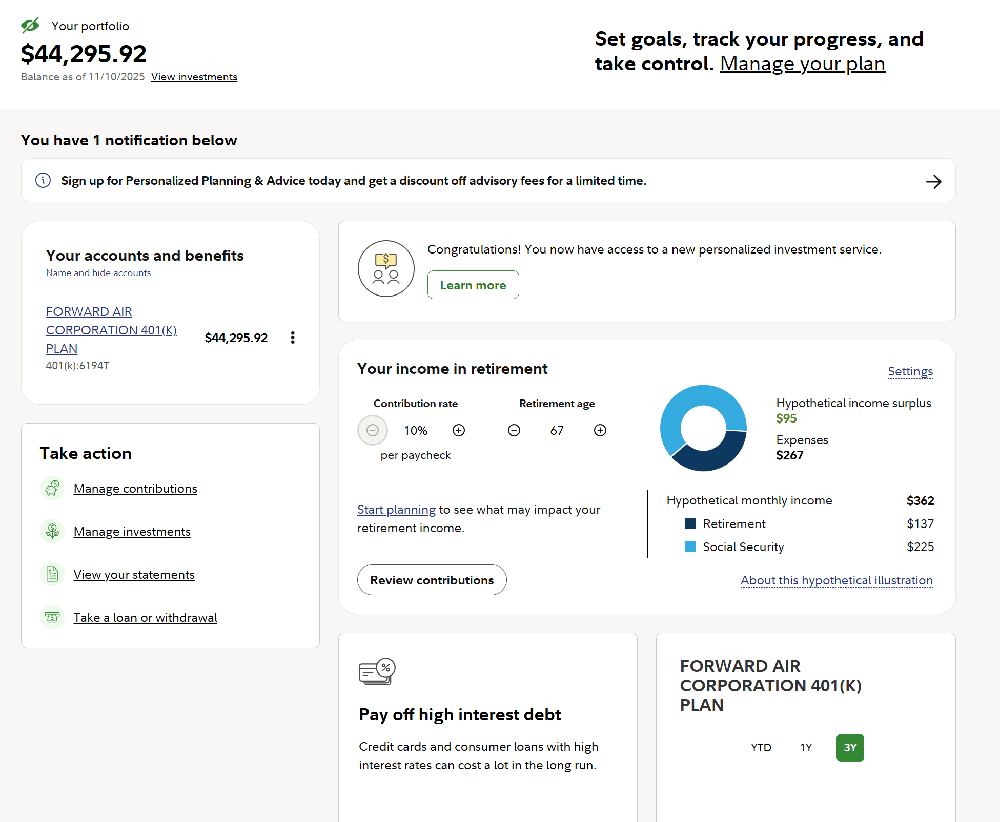 Your portfolio
$44,295.92
Balance as of 11/10/2025 View investments
Set goals, track your progress, and
take control. Manage your plan
You have 1 notification below
Sign up for Personalized Planning & Advice today and get a discount off advisory fees for a limited time.
Your accounts and benefits
Name and hide accounts
FORWARD AIR
CORPORATION 401(K)
PLAN
$44,295.92
401(k):6194T
Take action
Manage contributions
Manage investments
View your statements
Take a loan or withdrawal
Congratulations! You now have access to a new personalized investment service.
Learn more
Your income in retirement
Settings
Contribution rate
10%
per paycheck
Retirement age
67
Start planning to see what may impact your
retirement income.
Review contributions
Hypothetical income surplus
$95
Expenses
$267
Hypothetical monthly income $362
Retirement $137
Social Security $225
About this hypothetical illustration
Pay off high interest debt
Credit cards and consumer loans with high
interest rates can cost a lot in the long run.
FORWARD AIR
CORPORATION 401(K)
PLAN
YTD 1Y 3Y